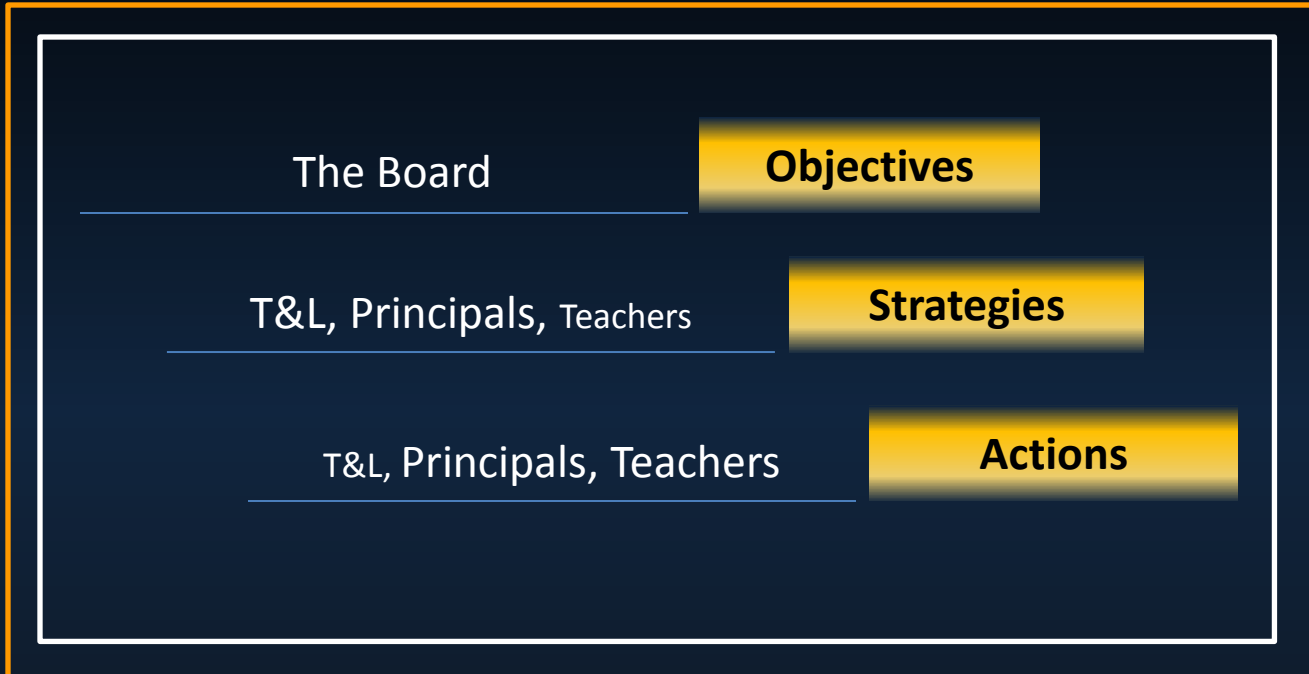 The Board Objectives
T&L, Principals, Teachers Strategies
T&L, Principals, Teachers Actions